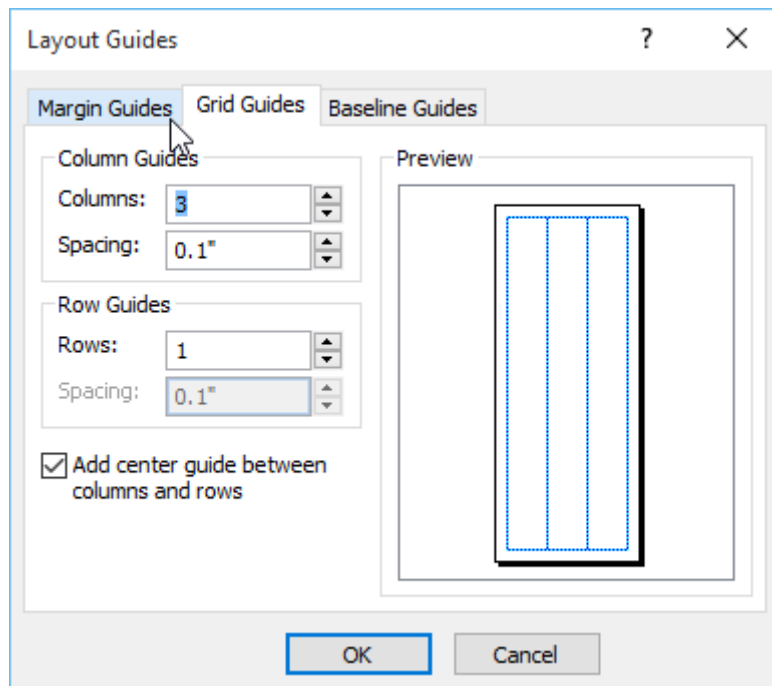 Layout Guides
Margin Guides Grid Guides Baseline Guides
Column Guides
Columns: 3
Spacing: 0.1"
Row Guides
Rows: 1
Spacing: 0.1"
Add center guide between
columns and rows
Preview
OK Cancel